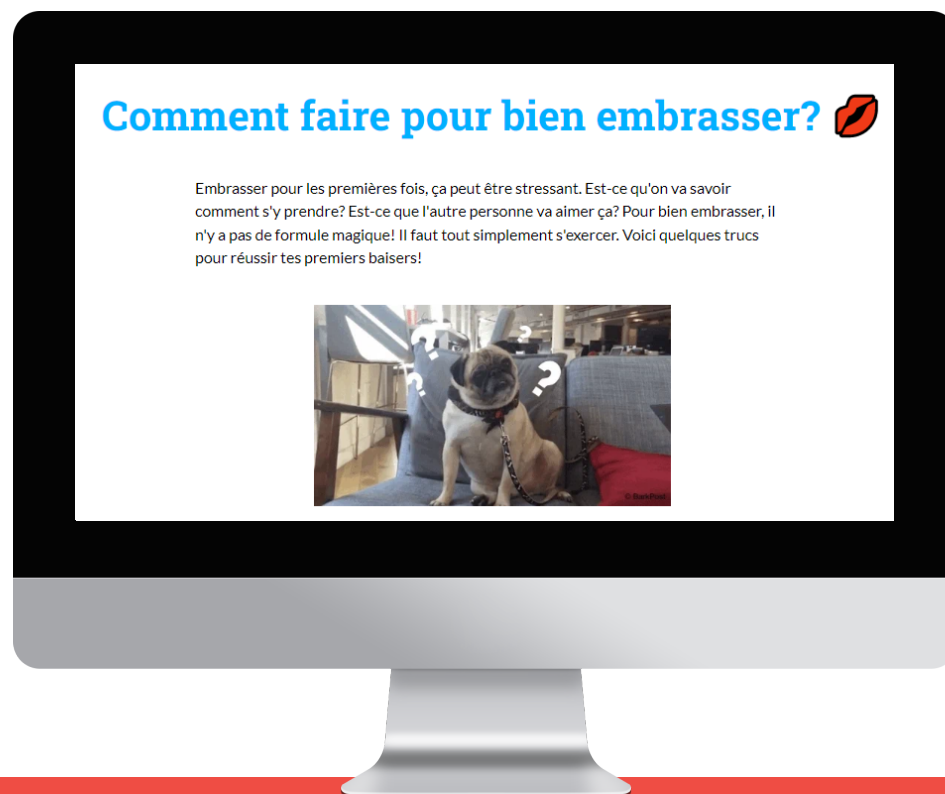 Comment faire pour bien embrasser?
Embrasser pour les premières fois, ça peut être stressant. Est-ce qu'on va savoir
comment s'y prendre? Est-ce que l'autre personne va aimer ça? Pour bien embrasser, il
n'y a pas de formule magique! Il faut tout simplement s'exercer. Voici quelques trucs
pour réussir tes premiers baisers!
? ?
? ?
© BarkPost